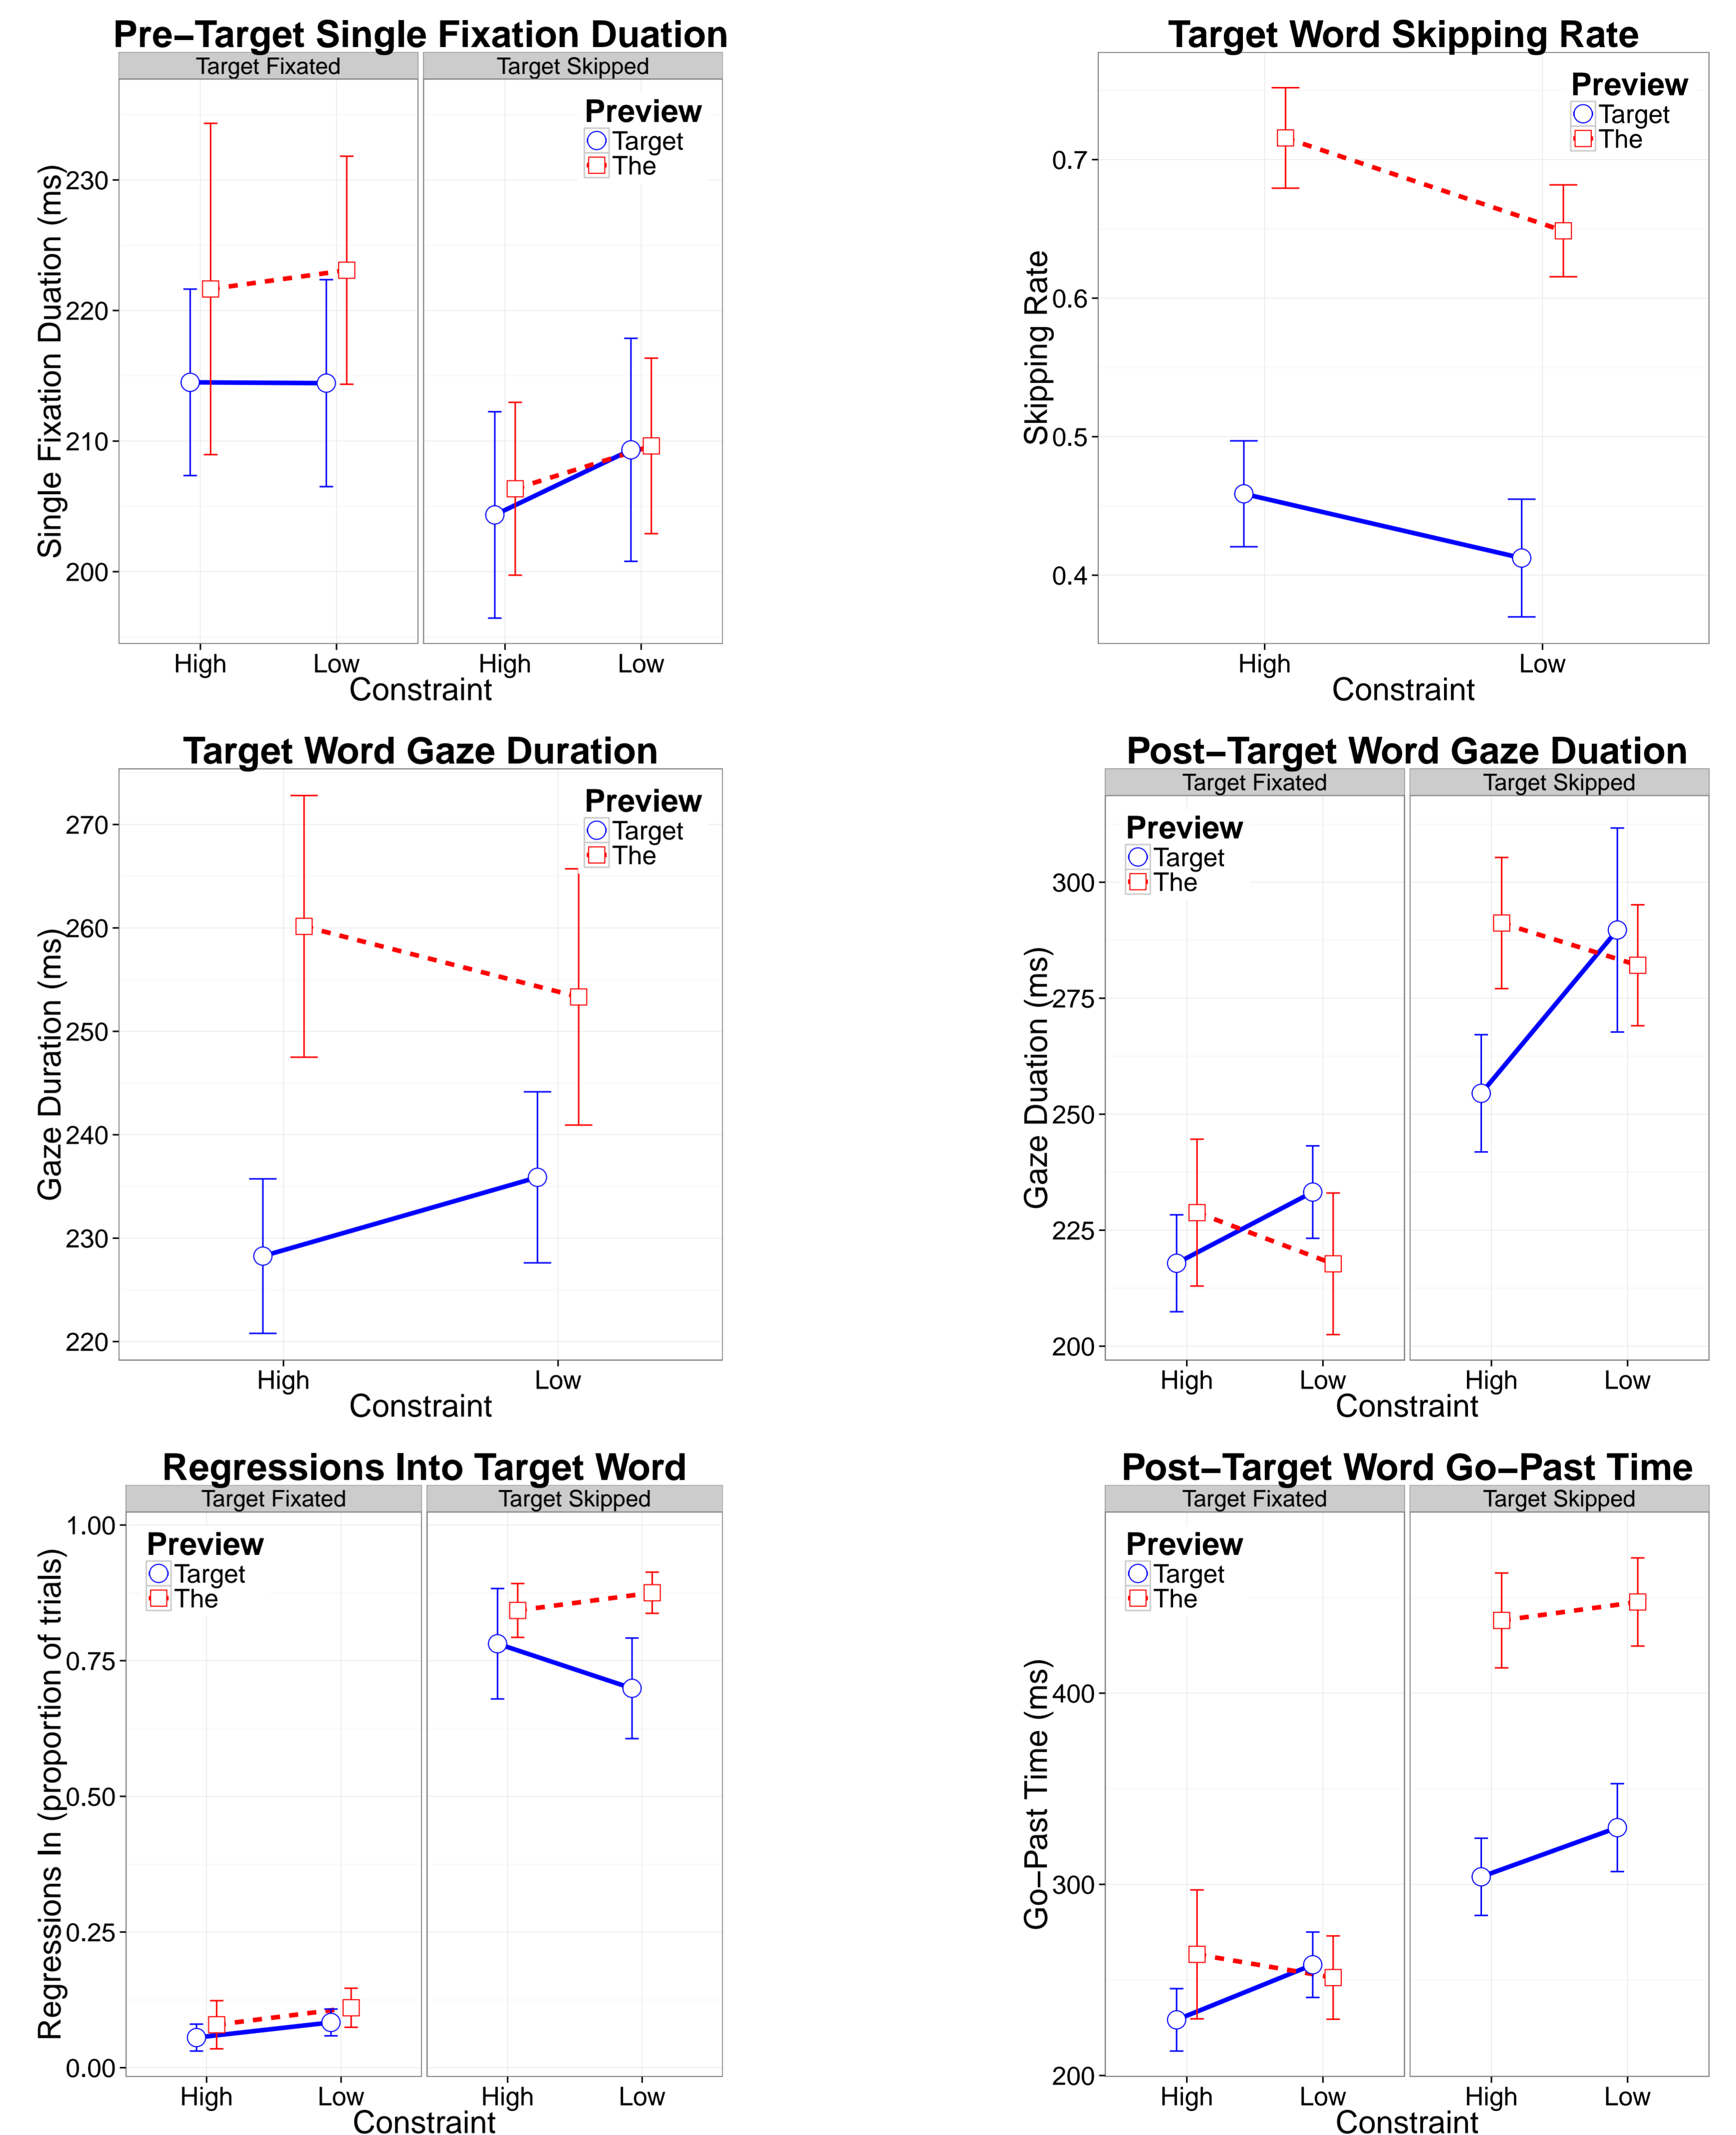 Pre–Target Single Fixation Duation
Target Fixated
Target Skipped
Preview
Target
The
Single Fixation Duation (ms)
230
220
210
200
High
Low
High
Low
Constraint
Target Word Skipping Rate
Preview
Target
The
Skipping Rate
0.7
0.6
0.5
0.4
High
Low
Constraint
Target Word Gaze Duration
Preview
Target
The
Gaze Duration (ms)
270
260
250
240
230
220
High
Low
Constraint
Post–Target Word Gaze Duation
Target Fixated
Target Skipped
Preview
Target
The
Gaze Duation (ms)
300
275
250
225
200
High
Low
High
Low
Constraint
Regressions Into Target Word
Target Fixated
Target Skipped
Preview
Target
The
Regressions In (proportion of trials)
1.00
0.75
0.50
0.25
0.00
High
Low
High
Low
Constraint
Post–Target Word Go–Past Time
Target Fixated
Target Skipped
Preview
Target
The
Go–Past Time (ms)
400
300
200
High
Low
High
Low
Constraint